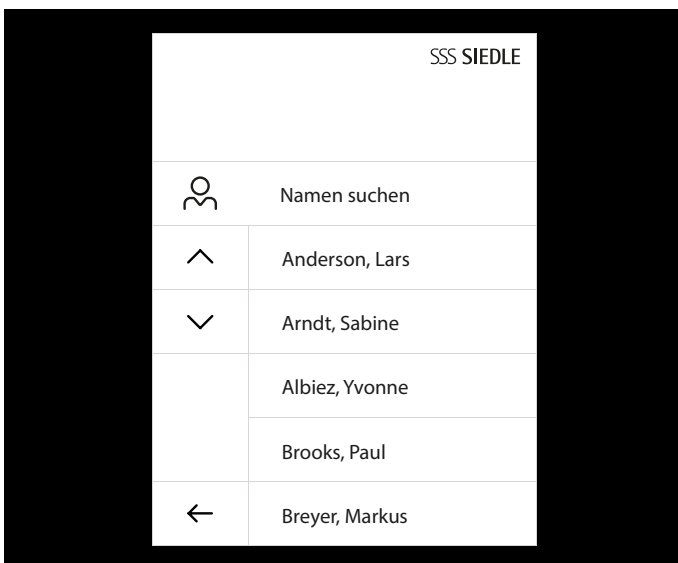 SSS SIEDLE
Namen suchen
Anderson, Lars
Arndt, Sabine
Albiez, Yvonne
Brooks, Paul
Breyer, Markus